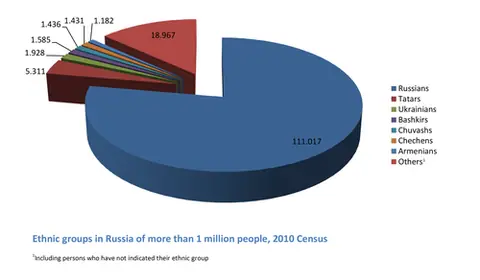 1.436
1.431
1.182
1.585
1.928
5.311
18.967
111.017
Russians
Tatars
Ukrainians
Bashkirs
Chuvashs
Chechens
Armenians
Others¹
Ethnic groups in Russia of more than 1 million people, 2010 Census
¹Including persons who have not indicated their ethnic group